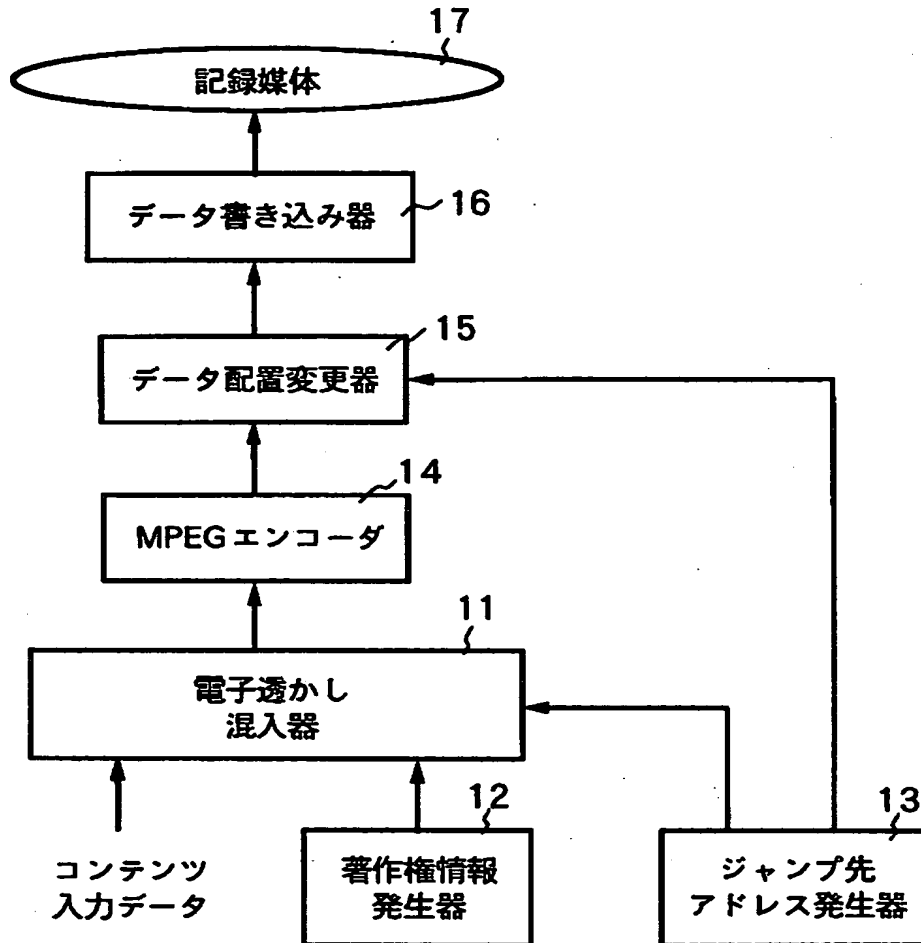 17
記録媒体
データ書き込み器
16
15
データ配置変更器
14
MPEGエンコーダ
11
電子透かし
混入器
12
13
コンテンツ
入力データ
著作権情報
発生器
ジャンプ先
アドレス発生器